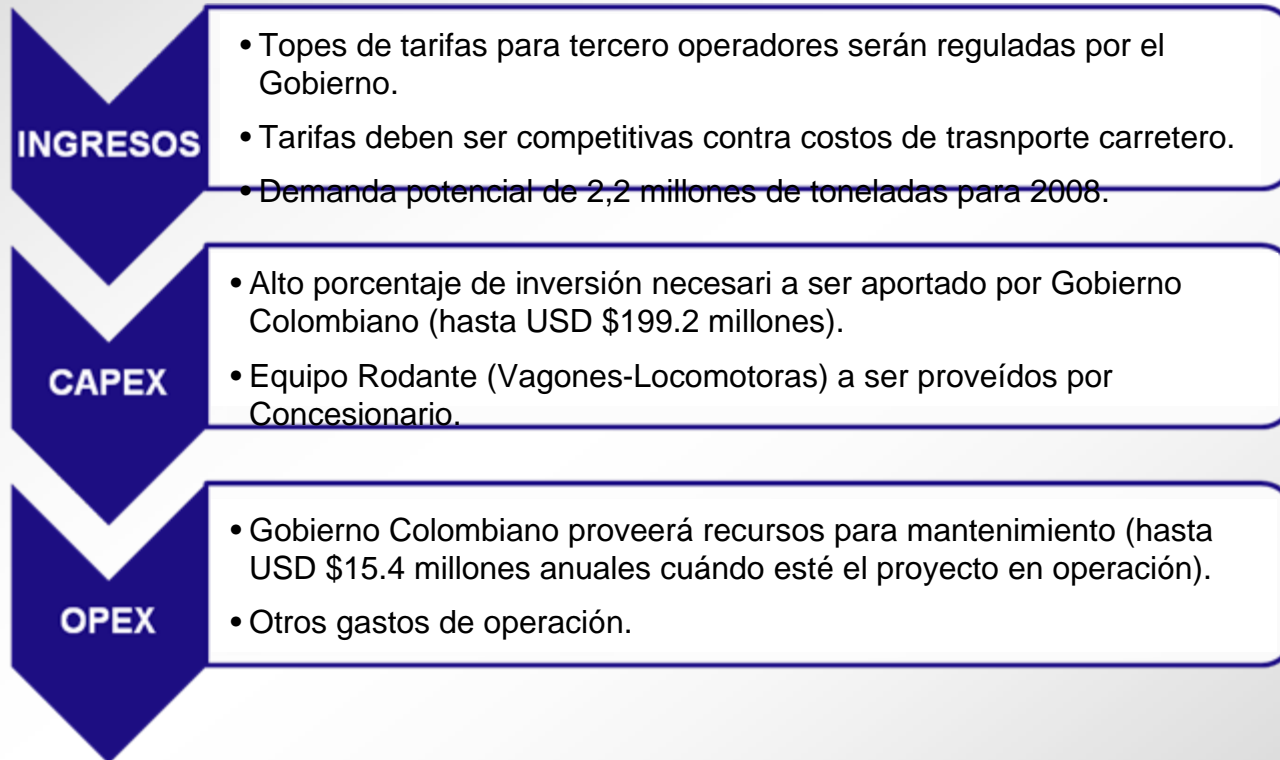 INGRESOS
• Topes de tarifas para tercero operadores serán reguladas por el
Gobierno.
• Tarifas deben ser competitivas contra costos de trasnporte carretero.
• Demanda potencial de 2,2 millones de toneladas para 2008.
CAPEX
• Alto porcentaje de inversión necesari a ser aportado por Gobierno
Colombiano (hasta USD $199.2 millones).
• Equipo Rodante (Vagones-Locomotoras) a ser proveídos por
Concesionario.
OPEX
• Gobierno Colombiano proveerá recursos para mantenimiento (hasta
USD $15.4 millones anuales cuándo esté el proyecto en operación).
• Otros gastos de operación.